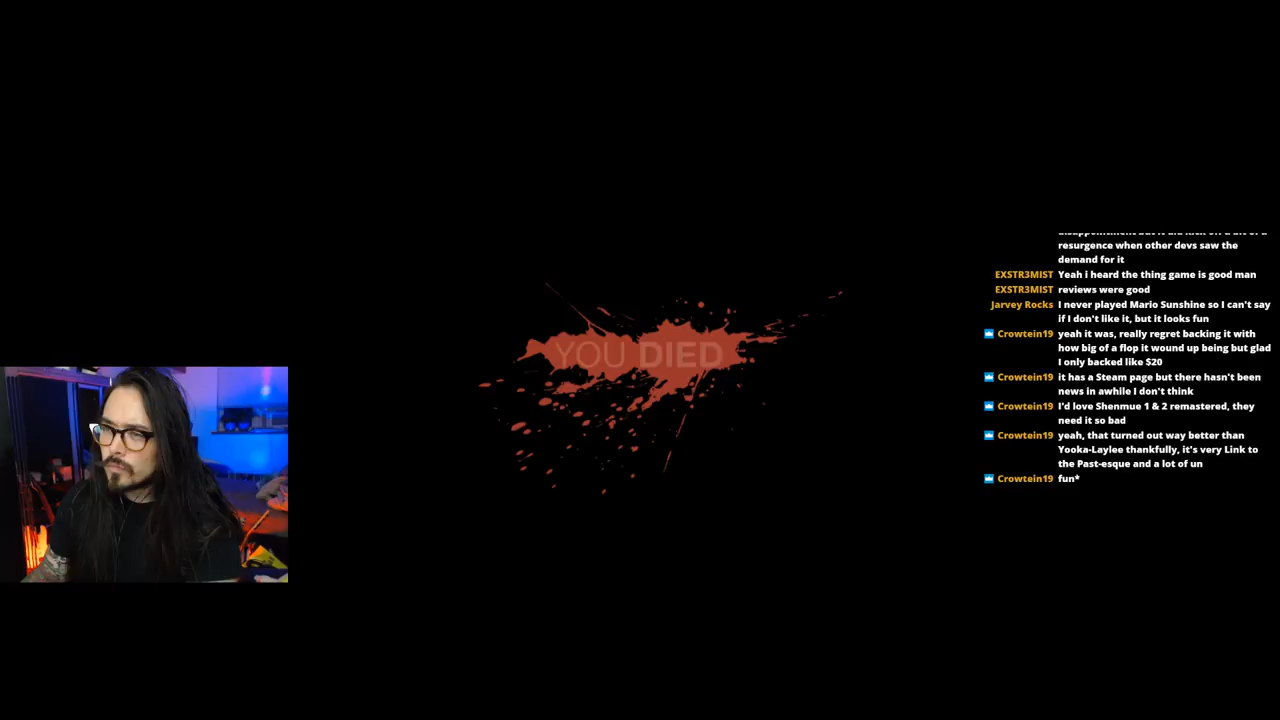 YOU DIED
resurgence when other devs saw the
demand for it
EXSTR3MIST Yeah i heard the thing game is good man
EXSTR3MIST reviews were good
Jarvey Rocks I never played Mario Sunshine so I can't say
if I don't like it, but it looks fun
Crowtein19 yeah it was, really regret backing it with
how big of a flop it wound up being but glad
I only backed like $20
Crowtein19 it has a Steam page but there hasn't been
news in awhile I don't think
Crowtein19 I'd love Shenmue 1 & 2 remastered, they
need it so bad
Crowtein19 yeah, that turned out way better than
Yooka-Laylee thankfully, it's very Link to
the Past-esque and a lot of un
Crowtein19 fun*